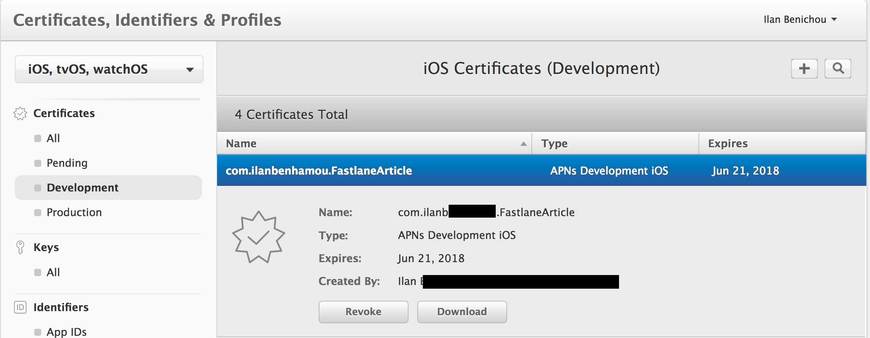 Certificates, Identifiers & Profiles
Ilan Benichou
iOS, tvOS, watchOS
Certificates
All
Pending
Development
Production
Keys
All
Identifiers
App IDs
iOS Certificates (Development)
4 Certificates Total
Name Type Expires
com.ilanbenhamou.FastlaneArticle APNs Development iOS Jun 21, 2018
Name: com.ilanb .FastlaneArticle
Type: APNs Development iOS
Expires: Jun 21, 2018
Created By: Ilan
Revoke Download